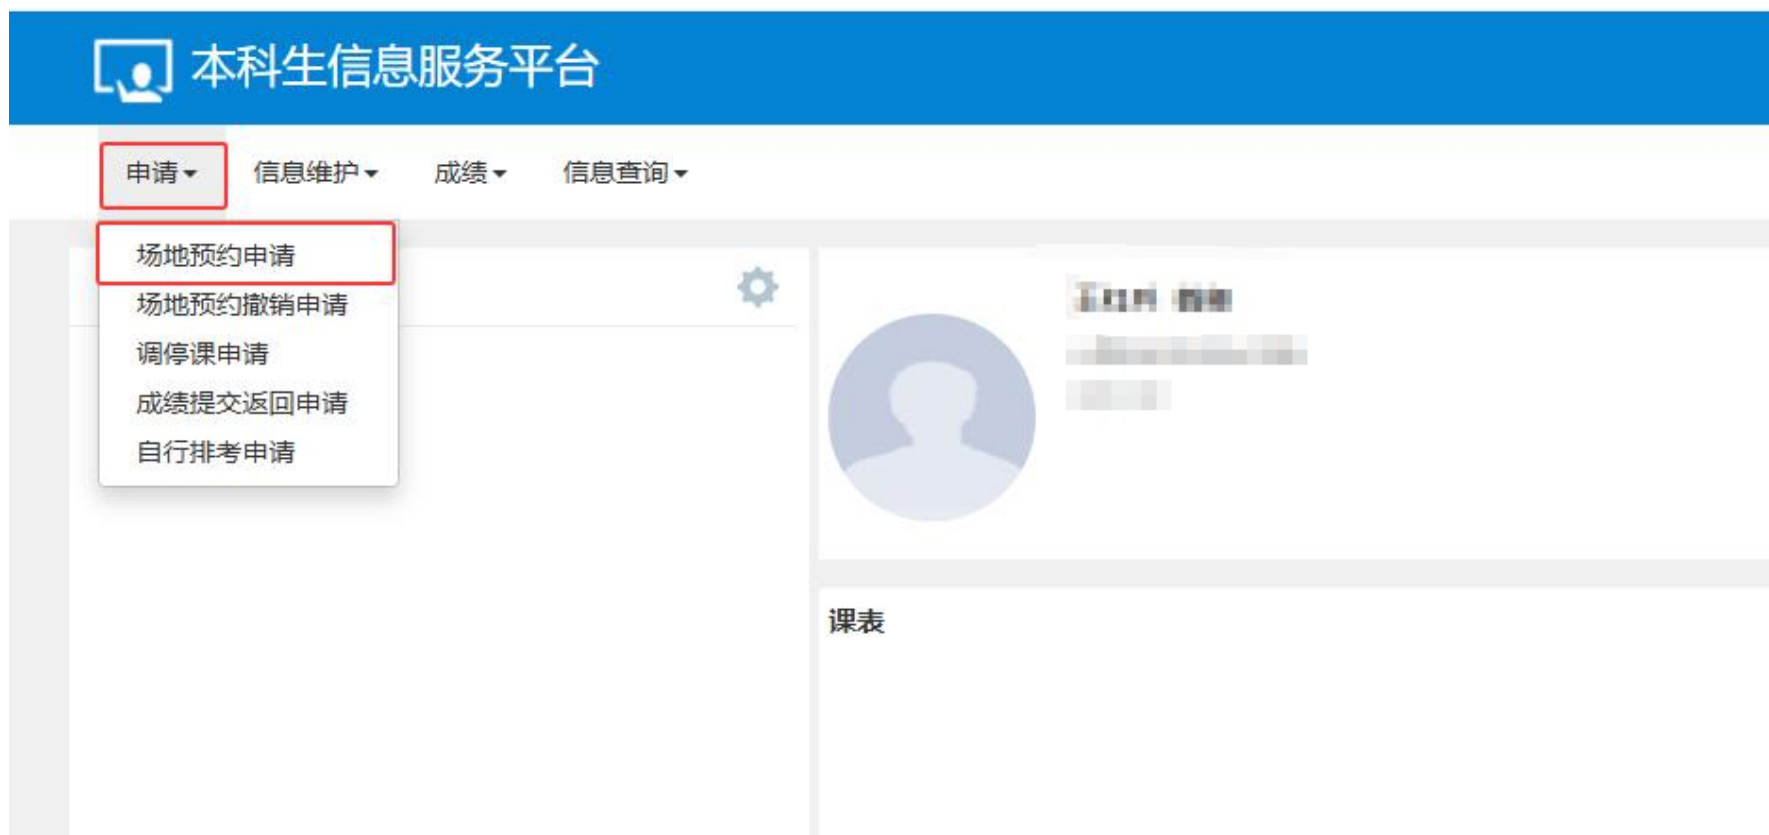 本科生信息服务平台
申请 信息维护 成绩 信息查询
场地预约申请
场地预约撤销申请
调停课申请
成绩提交返回申请
自行排考申请
课表